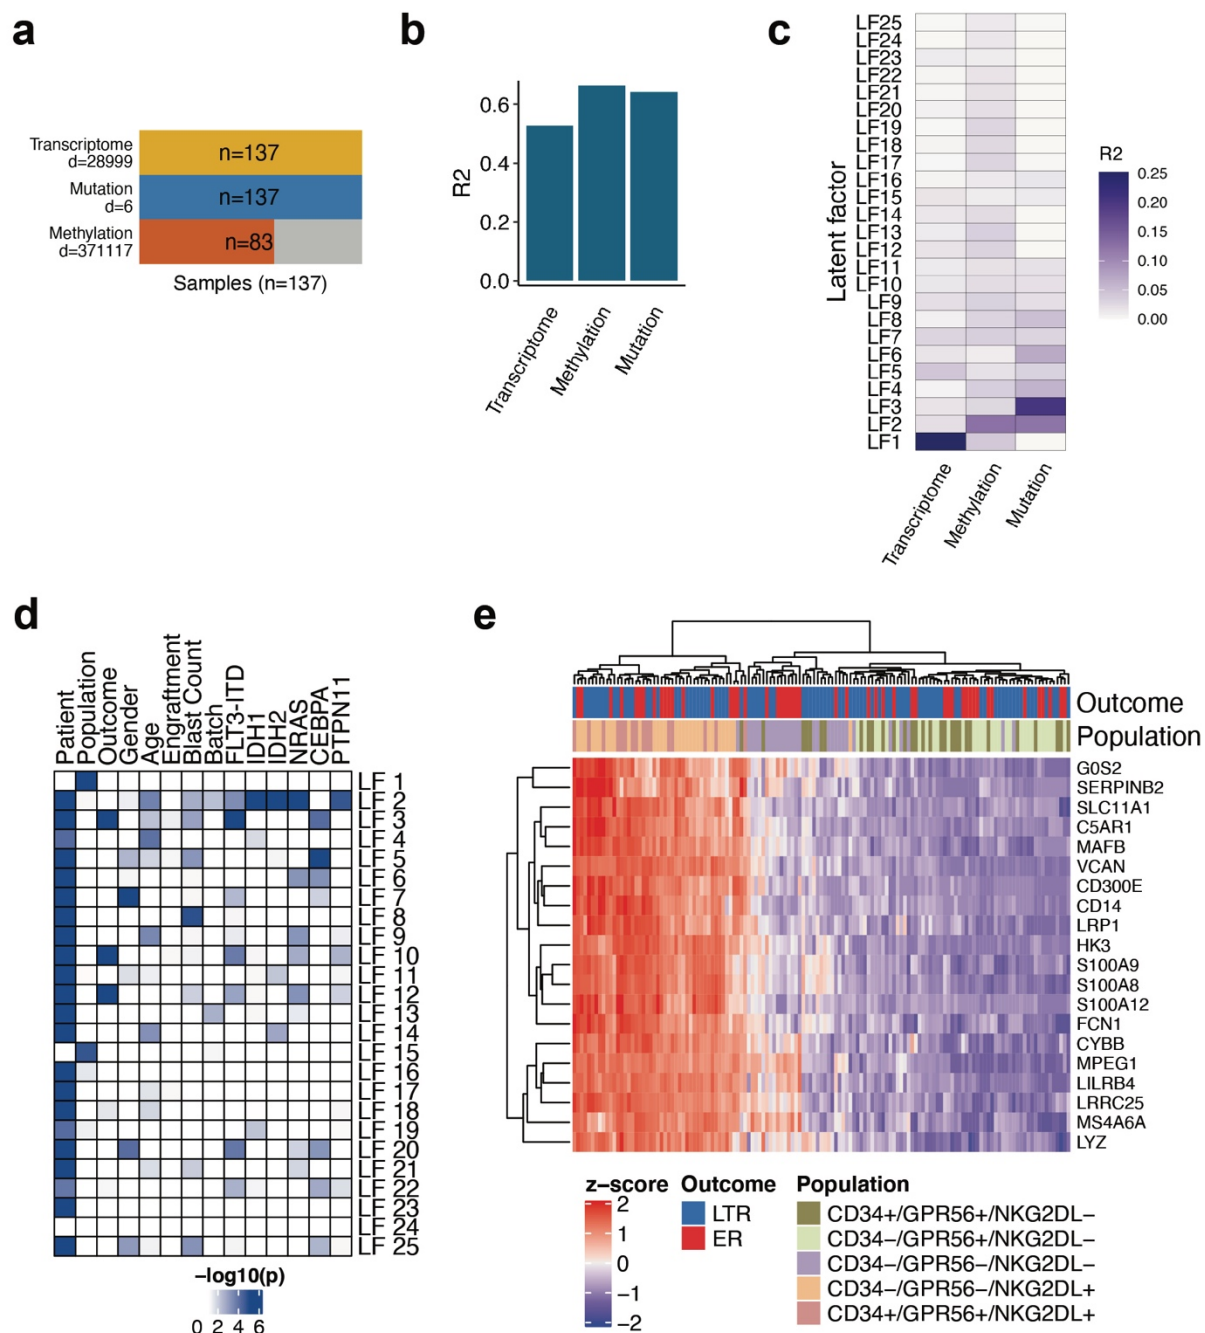 a
Transcriptome
d=28999
n=137
Mutation
d=6
n=137
Methylation
d=371117
n=83
Samples (n=137)
b
R2
0.6
0.4
0.2
0.0
Transcriptome
Methylation
Mutation
c
Latent factor
LF25
LF24
LF23
LF22
LF21
LF20
LF19
LF18
LF17
LF16
LF15
LF14
LF13
LF12
LF11
LF10
LF9
LF8
LF7
LF6
LF5
LF4
LF3
LF2
LF1
Transcriptome
Methylation
Mutation
R2
0.25
0.20
0.15
0.10
0.05
0.00
d
Patient
Population
Outcome
Gender
Age
Engraftment
Blast Count
Batch
FLT3-ITD
IDH1
IDH2
NRAS
CEBPA
PTPN11
LF 1
LF 2
LF 3
LF 4
LF 5
LF 6
LF 7
LF 8
LF 9
LF 10
LF 11
LF 12
LF 13
LF 14
LF 15
LF 16
LF 17
LF 18
LF 19
LF 20
LF 21
LF 22
LF 23
LF 24
LF 25
−log10(p)
0 2 4 6
e
Outcome
Population
G0S2
SERPINB2
SLC11A1
C5AR1
MAFB
VCAN
CD300E
CD14
LRP1
HK3
S100A9
S100A8
S100A12
FCN1
CYBB
MPEG1
LILRB4
LRRC25
MS4A6A
LYZ
z−score
2
1
0
−1
−2
Outcome
LTR
ER
Population
CD34+/GPR56+/NKG2DL−
CD34−/GPR56+/NKG2DL−
CD34−/GPR56−/NKG2DL−
CD34−/GPR56−/NKG2DL+
CD34+/GPR56+/NKG2DL+